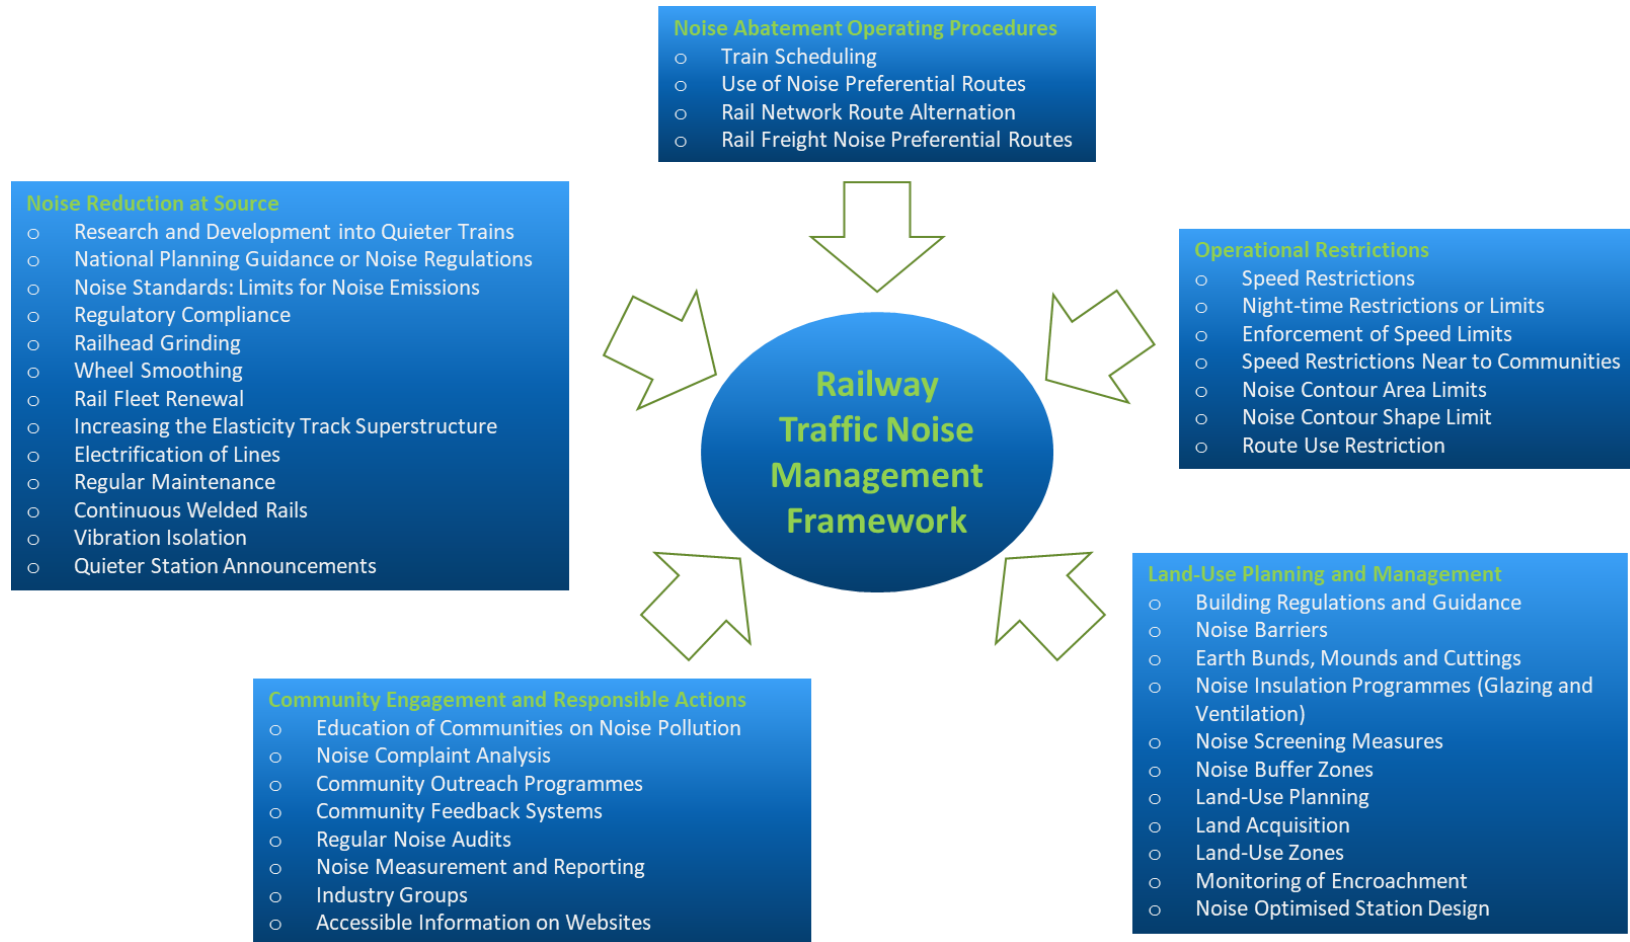 Noise Abatement Operating Procedures
o Train Scheduling
o Use of Noise Preferential Routes
o Rail Network Route Alternation
o Rail Freight Noise Preferential Routes
Noise Reduction at Source
o Research and Development into Quieter Trains
o National Planning Guidance or Noise Regulations
o Noise Standards: Limits for Noise Emissions
o Regulatory Compliance
o Railhead Grinding
o Wheel Smoothing
o Rail Fleet Renewal
o Increasing the Elasticity Track Superstructure
o Electrification of Lines
o Regular Maintenance
o Continuous Welded Rails
o Vibration Isolation
o Quieter Station Announcements
Operational Restrictions
o Speed Restrictions
o Night-time Restrictions or Limits
o Enforcement of Speed Limits
o Speed Restrictions Near to Communities
o Noise Contour Area Limits
o Noise Contour Shape Limit
o Route Use Restriction
Railway
Traffic Noise
Management
Framework
Community Engagement and Responsible Actions
o Education of Communities on Noise Pollution
o Noise Complaint Analysis
o Community Outreach Programmes
o Community Feedback Systems
o Regular Noise Audits
o Noise Measurement and Reporting
o Industry Groups
o Accessible Information on Websites
Land-Use Planning and Management
o Building Regulations and Guidance
o Noise Barriers
o Earth Bunds, Mounds and Cuttings
o Noise Insulation Programmes (Glazing and
Ventilation)
o Noise Screening Measures
o Noise Buffer Zones
o Land-Use Planning
o Land Acquisition
o Land-Use Zones
o Monitoring of Encroachment
o Noise Optimised Station Design